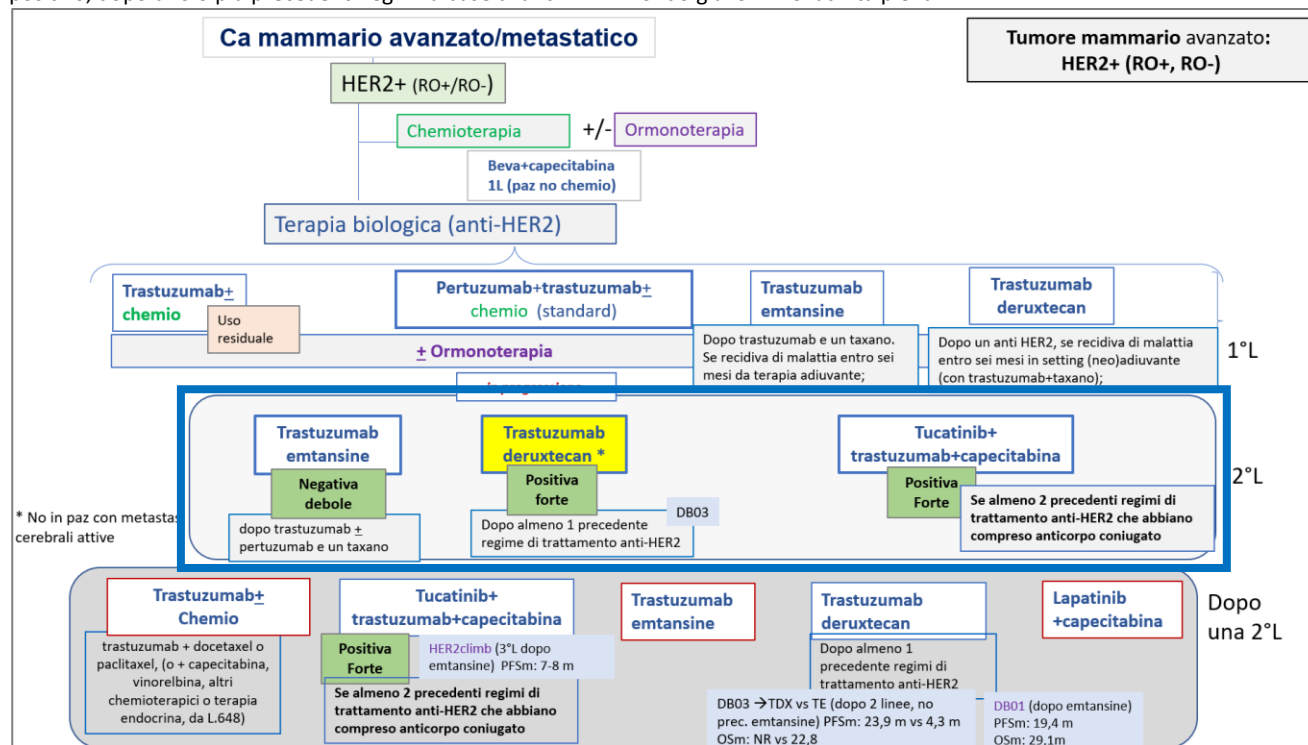 Ca mammario avanzato/metastatico
Tumore mammario avanzato:
HER2+ (RO+, RO-)
HER2+ (RO+/RO-)
Chemioterapia
+/-
Ormonoterapia
Beva+capecitabina
1L (paz no chemio)
Terapia biologica (anti-HER2)
Trastuzumab+
chemio
Uso
residuale
Pertuzumab+trastuzumab+
chemio (standard)
Trastuzumab
emtansine
Trastuzumab
deruxtecan
+ Ormonoterapia
Dopo trastuzumab e un taxano.
Se recidiva di malattia entro sei
mesi da terapia adiuvante;
Dopo un anti HER2, se recidiva di malattia
entro sei mesi in setting (neo)adiuvante
(con trastuzumab+taxano);
1°L
Trastuzumab
emtansine
Negativa
debole
dopo trastuzumab +
pertuzumab e un taxano
Trastuzumab
deruxtecan *
Positiva
forte
DB03
Dopo almeno 1 precedente
regime di trattamento anti-HER2
Tucatinib+
trastuzumab+capecitabina
Positiva
Forte
Se almeno 2 precedenti regimi di
trattamento anti-HER2 che abbiano
compreso anticorpo coniugato
2°L
* No in paz con metastas
cerebrali attive
Trastuzumab+
Chemio
trastuzumab + docetaxel o
paclitaxel, (o + capecitabina,
vinorelbina, altri
chemioterapici o terapia
endocrina, da L.648)
Tucatinib+
trastuzumab+capecitabina
Positiva
Forte
HER2climb (3°L dopo
emtansine) PFSm: 7-8 m
Se almeno 2 precedenti regimi di
trattamento anti-HER2 che abbiano
compreso anticorpo coniugato
Trastuzumab
emtansine
Trastuzumab
deruxtecan
Dopo almeno 1
precedente regimi di
trattamento anti-HER2
DB03 →TDX vs TE (dopo 2 linee, no
prec. emtansine) PFSm: 23,9 m vs 4,3 m
OSm: NR vs 22,8
Lapatinib
+capecitabina
DB01 (dopo emtansine)
PFSm: 19,4 m
OSm: 29,1m
Dopo
una 2°L